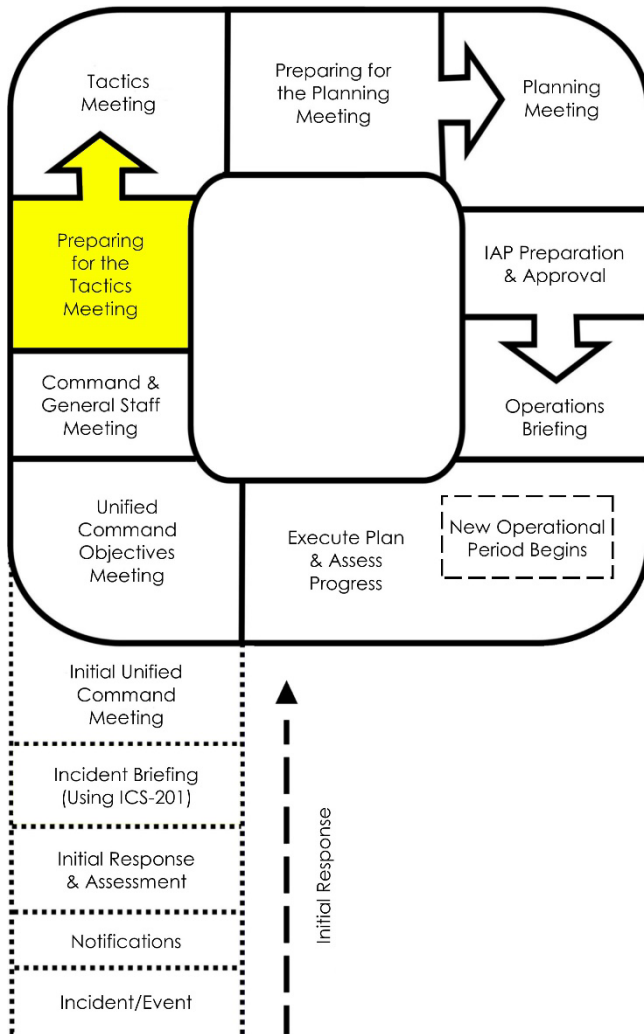 Tactics
Meeting
Preparing for
the Planning
Meeting
Planning
Meeting
Preparing
for the
Tactics
Meeting
IAP Preparation
& Approval
Command &
General Staff
Meeting
Operations
Briefing
Unified
Command
Objectives
Meeting
Execute Plan
& Assess
Progress
New Operational
Period Begins
Initial Unified
Command
Meeting
Incident Briefing
(Using ICS-201)
Initial Response
& Assessment
Notifications
Incident/Event
Initial Response